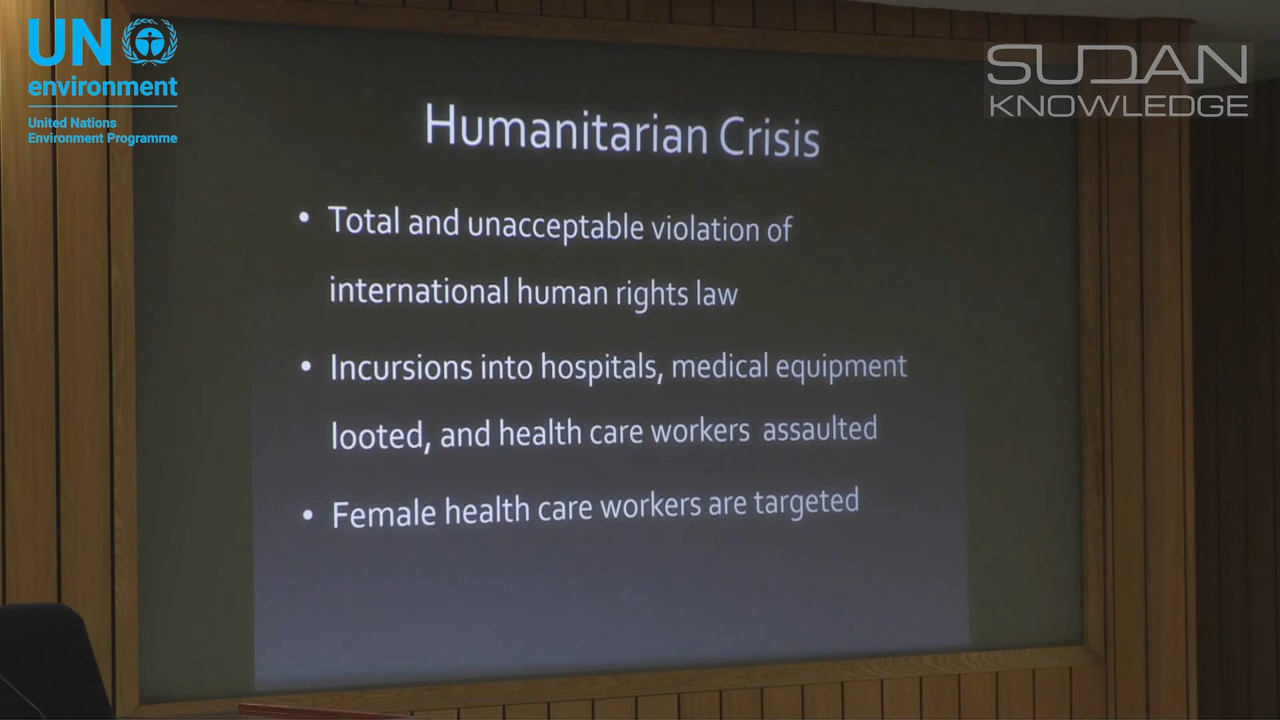 UN
environment
United Nations
Environment Programme
SUDAN
KNOWLEDGE
Humanitarian Crisis
• Total and unacceptable violation of
international human rights law
• Incursions into hospitals, medical equipment
looted, and health care workers assaulted
• Female health care workers are targeted